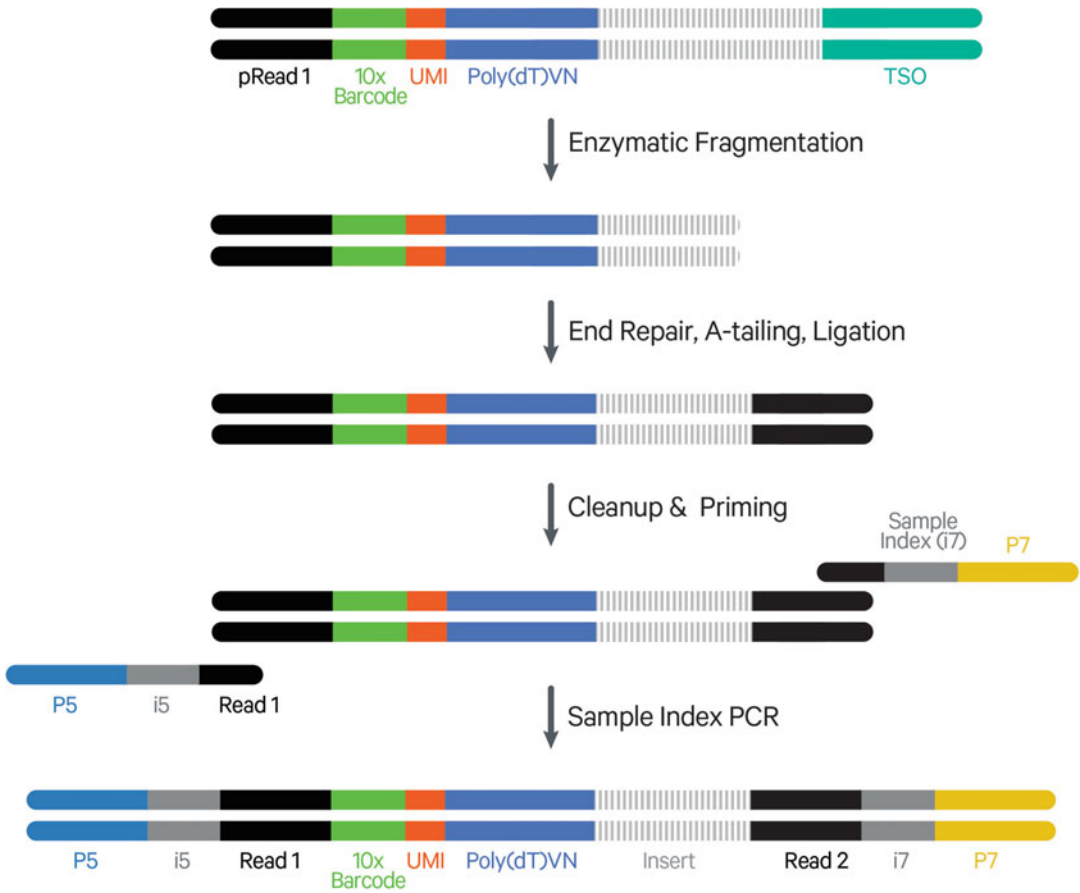 pRead 1
10x
Barcode
UMI
Poly(dT)VN
TSO
Enzymatic Fragmentation
End Repair, A-tailing, Ligation
Cleanup & Priming
Sample
Index (i7)
P7
P5
i5
Read 1
Sample Index PCR
P5
i5
Read 1
10x
Barcode
UMI
Poly(dT)VN
Insert
Read 2
i7
P7